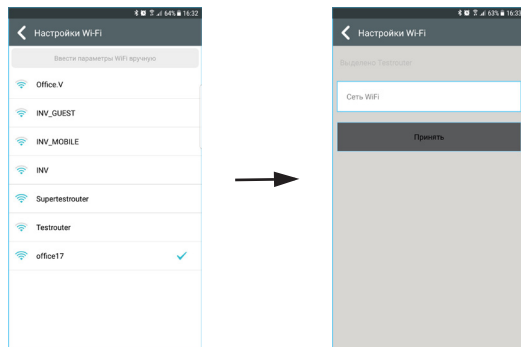 64% 16:32
Настройки Wi-Fi
Ввести параметры WiFi вручную
Office.V
INV_GUEST
INV_MOBILE
INV
Supertestrouter
Testrouter
office17
63% 16:33
Настройки Wi-Fi
Выделено Testrouter
Сеть WiFi
Принять